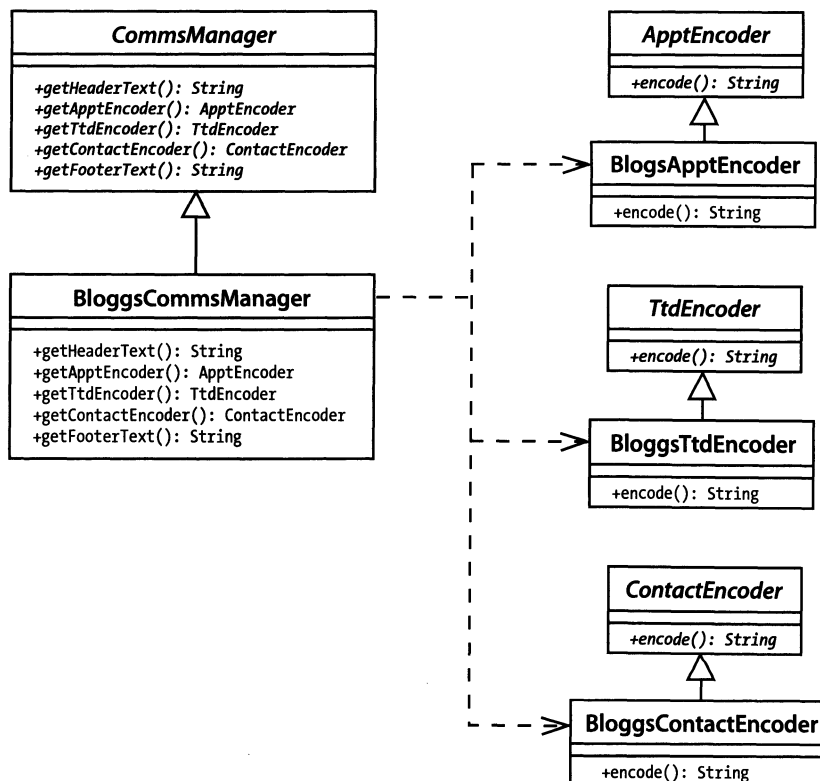 CommsManager
+getHeaderText(): String
+getApptEncoder(): ApptEncoder
+getTtdEncoder(): TtdEncoder
+getContactEncoder(): ContactEncoder
+getFooterText(): String
BloggsCommsManager
+getHeaderText(): String
+getApptEncoder(): ApptEncoder
+getTtdEncoder(): TtdEncoder
+getContactEncoder(): ContactEncoder
+getFooterText(): String
ApptEncoder
+encode(): String
BlogsApptEncoder
+encode(): String
TtdEncoder
+encode(): String
BloggsTtdEncoder
+encode(): String
ContactEncoder
+encode(): String
BloggsContactEncoder
+encode(): String